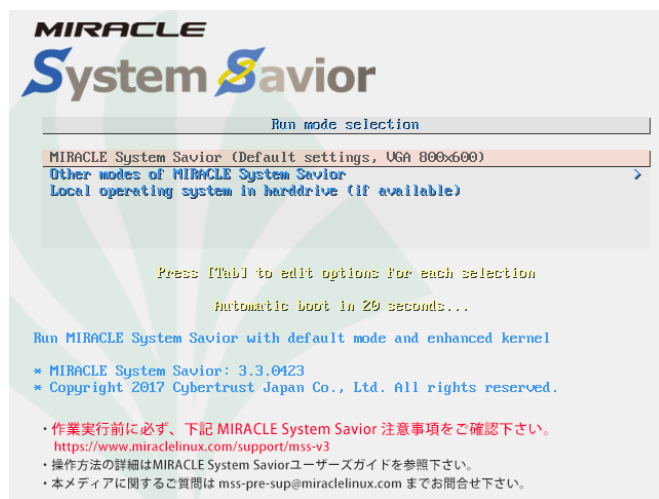 MIRACLE
System Savior
Run mode selection
MIRACLE System Savior (Default settings, VGA 800x600)
Other modes of MIRACLE System Savior >
Local operating system in harddrive (if available)
Press [Tab] to edit options for each selection
Automatic boot in 20 seconds...
Run MIRACLE System Savior with default mode and enhanced kernel
* MIRACLE System Savior: 3.3.0423
* Copyright 2017 Cybertrust Japan Co., Ltd. All rights reserved.
・作業実行前に必ず、下記 MIRACLE System Savior 注意事項をご確認下さい。
https://www.miraclelinux.com/support/mss-v3
・操作方法の詳細はMIRACLE System Saviorユーザーズガイドを参照下さい。
・本メディアに関するご質問は mss-pre-sup@miraclelinux.com までお問合せ下さい。